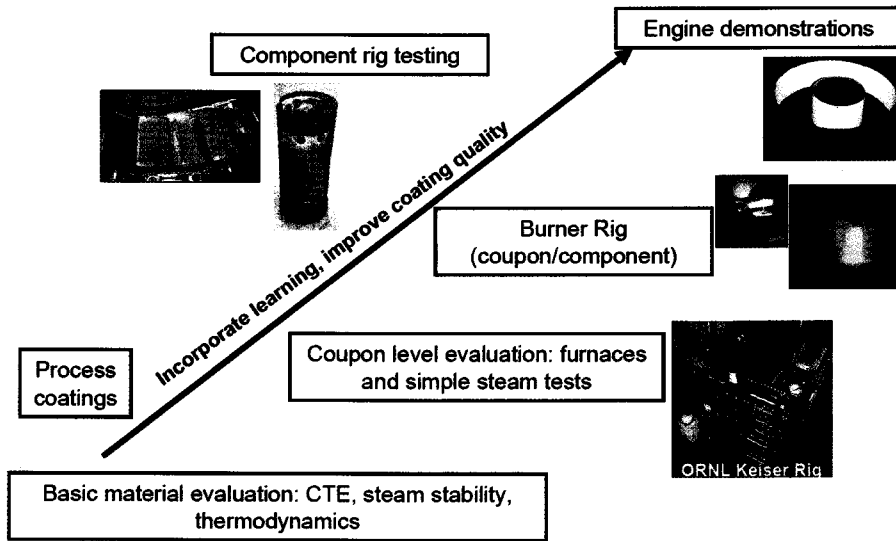 Engine demonstrations
Component rig testing
Incorporate learning, improve coating quality
Burner Rig
(coupon/component)
Process
coatings
Coupon level evaluation: furnaces
and simple steam tests
ORNL Keiser Rig
Basic material evaluation: CTE, steam stability,
thermodynamics